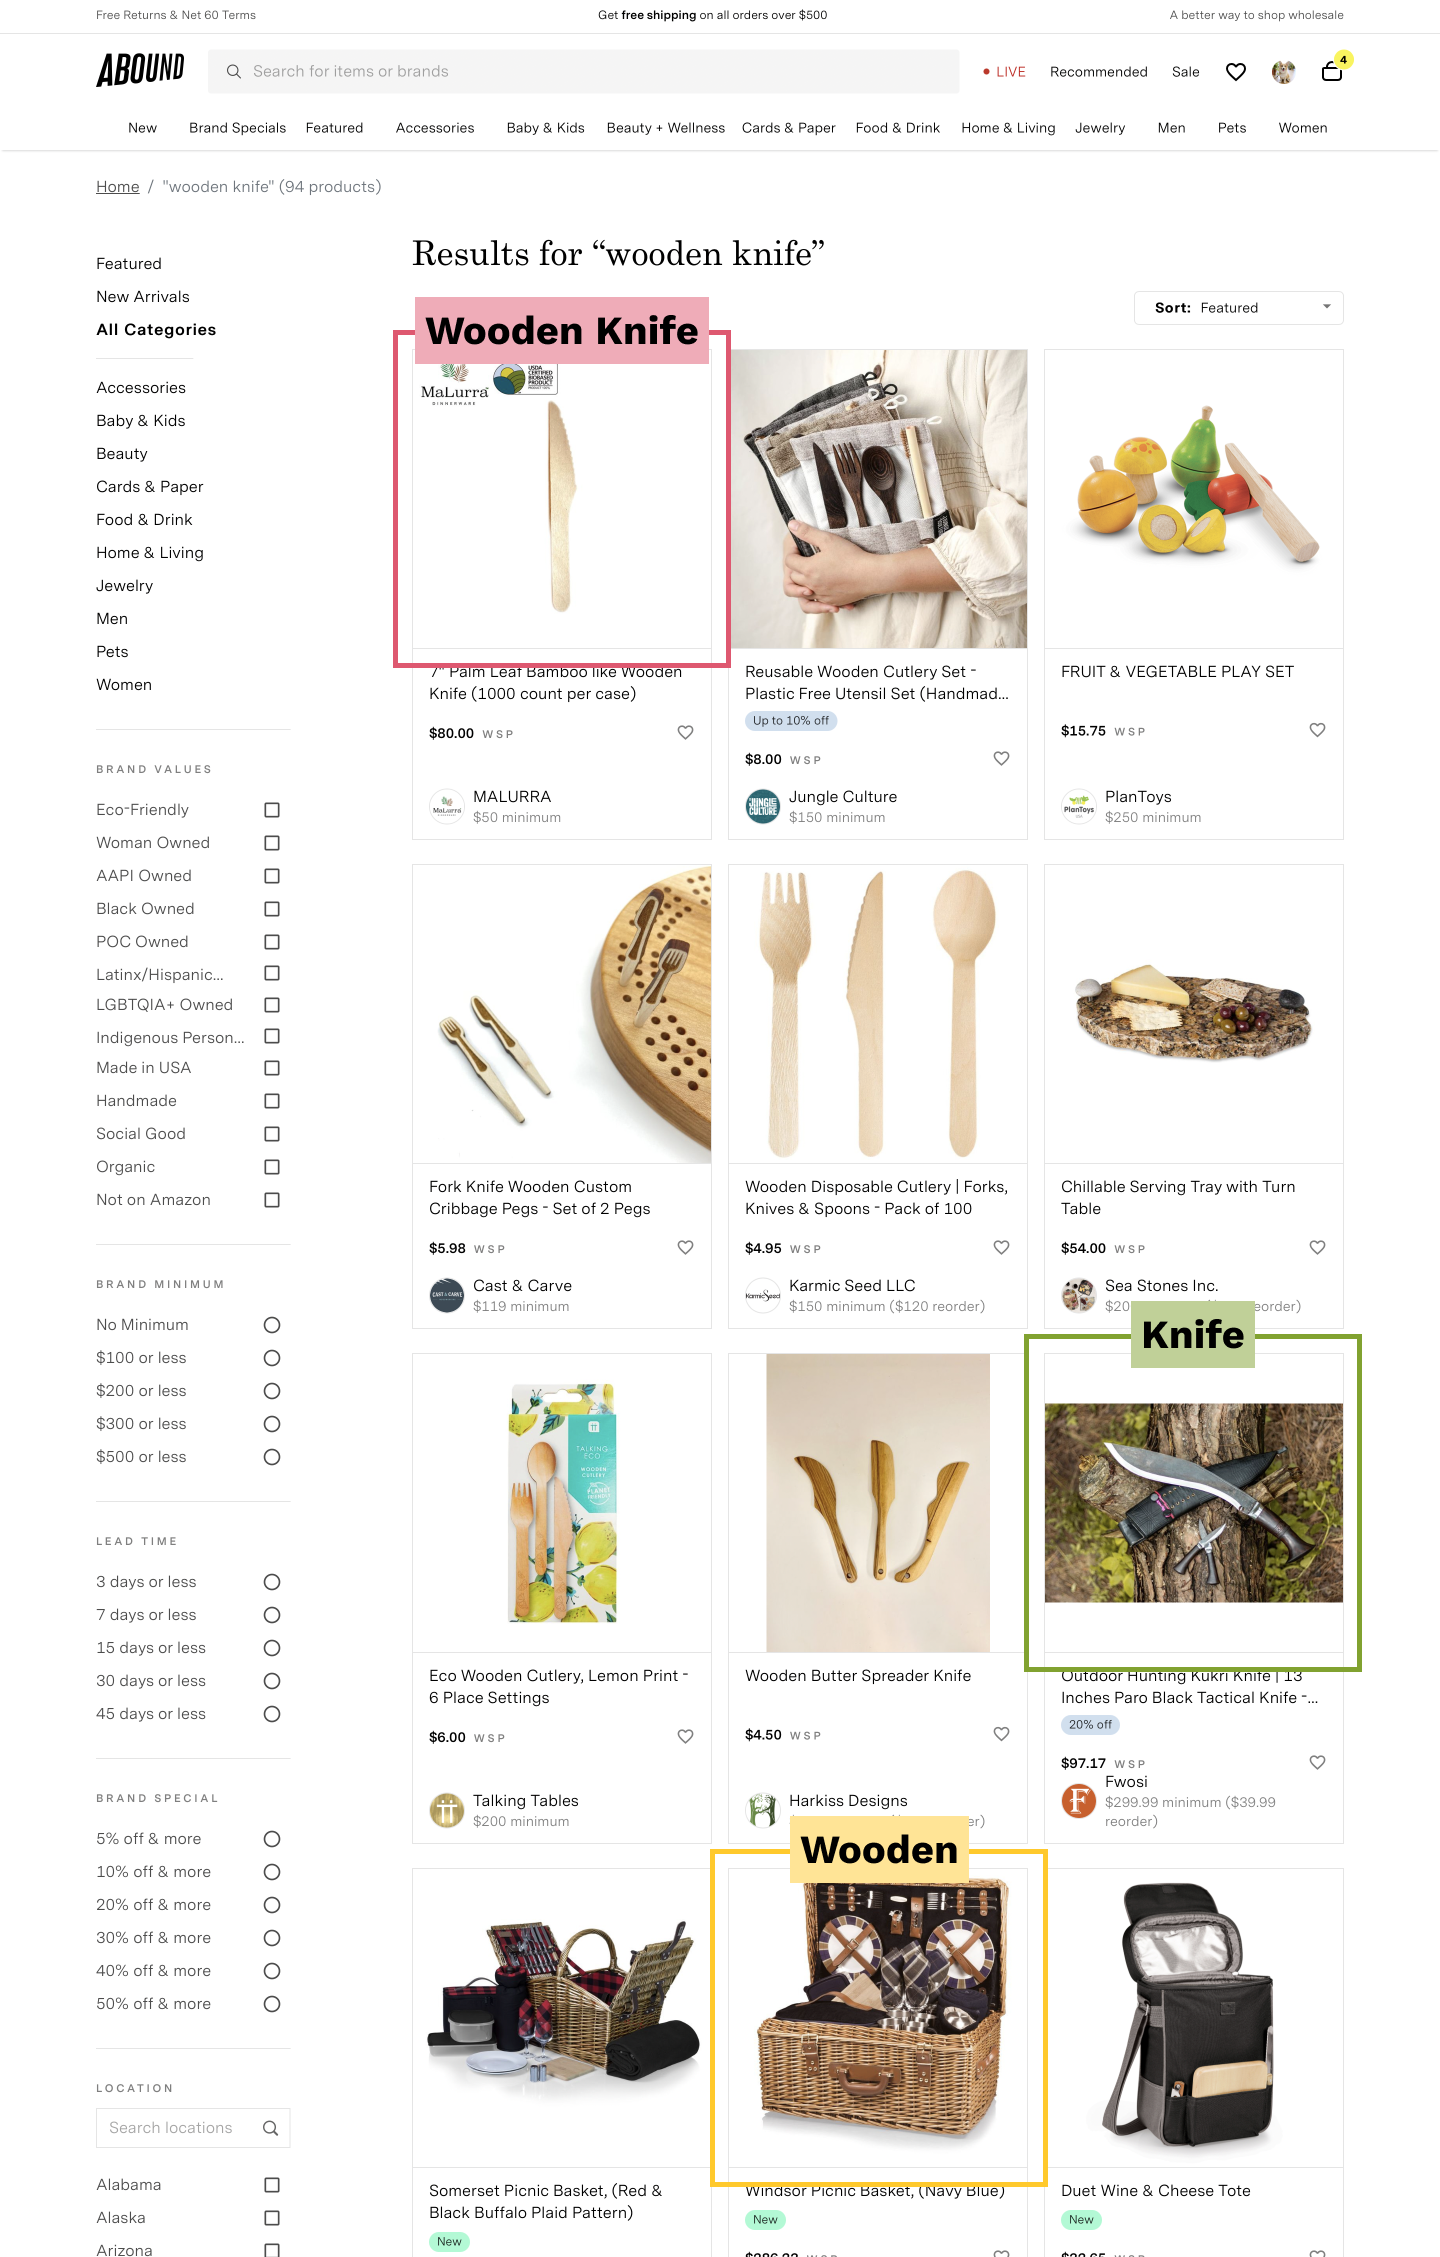 Free Returns & Net 60 Terms
Get free shipping on all orders over $500
A better way to shop wholesale
ABOUND
Search for items or brands
LIVE
Recommended
Sale
4
New
Brand Specials
Featured
Accessories
Baby & Kids
Beauty + Wellness
Cards & Paper
Food & Drink
Home & Living
Jewelry
Men
Pets
Women
Home / "wooden knife" (94 products)
Results for “wooden knife”
Sort: Featured
Featured
New Arrivals
All Categories
Accessories
Baby & Kids
Beauty
Cards & Paper
Food & Drink
Home & Living
Jewelry
Men
Pets
Women
BRAND VALUES
Eco-Friendly
Woman Owned
AAPI Owned
Black Owned
POC Owned
Latinx/Hispanic...
LGBTQIA+ Owned
Indigenous Person...
Made in USA
Handmade
Social Good
Organic
Not on Amazon
BRAND MINIMUM
No Minimum
$100 or less
$200 or less
$300 or less
$500 or less
LEAD TIME
3 days or less
7 days or less
15 days or less
30 days or less
45 days or less
BRAND SPECIAL
5% off & more
10% off & more
20% off & more
30% off & more
40% off & more
50% off & more
LOCATION
Search locations
Alabama
Alaska
Arizona
Wooden Knife
MaLurra
DINNERWARE
USDA
CERTIFIED
BIOBASED
PRODUCT
7" Palm Leaf Bamboo like Wooden
Knife (1000 count per case)
$80.00 WSP
MALURRA
$50 minimum
Reusable Wooden Cutlery Set -
Plastic Free Utensil Set (Handmad...
Up to 10% off
$8.00 WSP
JUNGLE
CULTURE
Jungle Culture
$150 minimum
FRUIT & VEGETABLE PLAY SET
$15.75 WSP
PlanToys
PlanToys
$250 minimum
Fork Knife Wooden Custom
Cribbage Pegs - Set of 2 Pegs
$5.98 WSP
CAST & CARVE
Cast & Carve
$119 minimum
Wooden Disposable Cutlery | Forks,
Knives & Spoons - Pack of 100
$4.95 WSP
KarmicSeed
Karmic Seed LLC
$150 minimum ($120 reorder)
Chillable Serving Tray with Turn
Table
$54.00 WSP
Sea Stones Inc.
Knife
TALKING
ECO
WOODEN
CUTLERY
PLANET
FRIENDLY
Eco Wooden Cutlery, Lemon Print -
6 Place Settings
$6.00 WSP
Talking Tables
$200 minimum
Wooden Butter Spreader Knife
$4.50 WSP
Harkiss Designs
Outdoor Hunting Kukri Knife | 13
Inches Paro Black Tactical Knife -...
20% off
$97.17 WSP
F
Fwosi
$299.99 minimum ($39.99
reorder)
Wooden
Somerset Picnic Basket, (Red &
Black Buffalo Plaid Pattern)
New
Windsor Picnic Basket, (Navy Blue)
New
Duet Wine & Cheese Tote
New